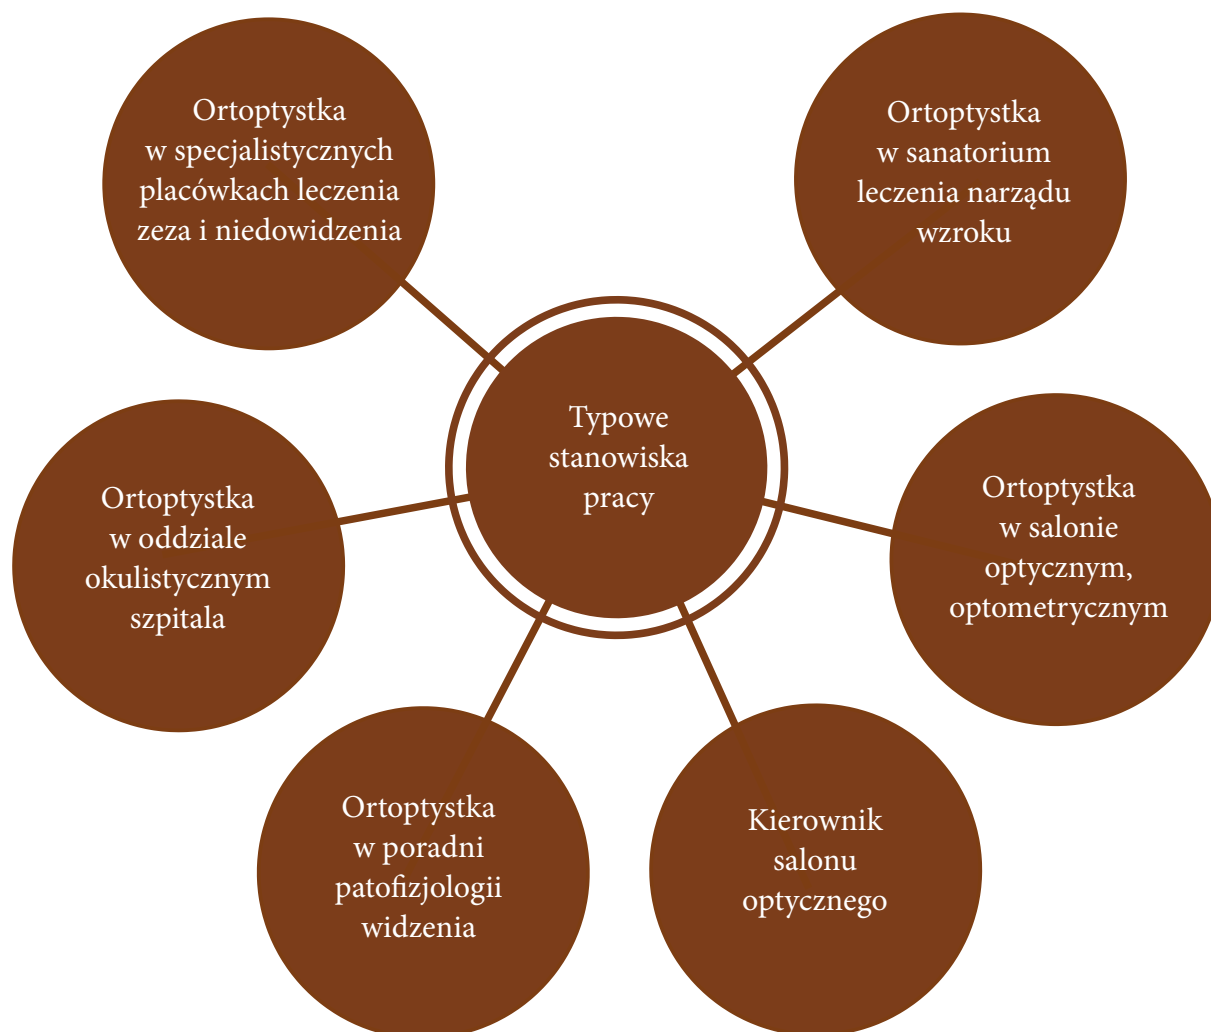 Ortoptystka
w specjalistycznych
placówkach leczenia
zeza i niedowidzenia
Ortoptystka
w sanatorium
leczenia narządu
wzroku
Typowe
stanowiska
pracy
Ortoptystka
w oddziale
okulistycznym
szpitala
Ortoptystka
w salonie
optycznym,
optometrycznym
Ortoptystka
w poradni
patofizjologii
widzenia
Kierownik
salonu
optycznego